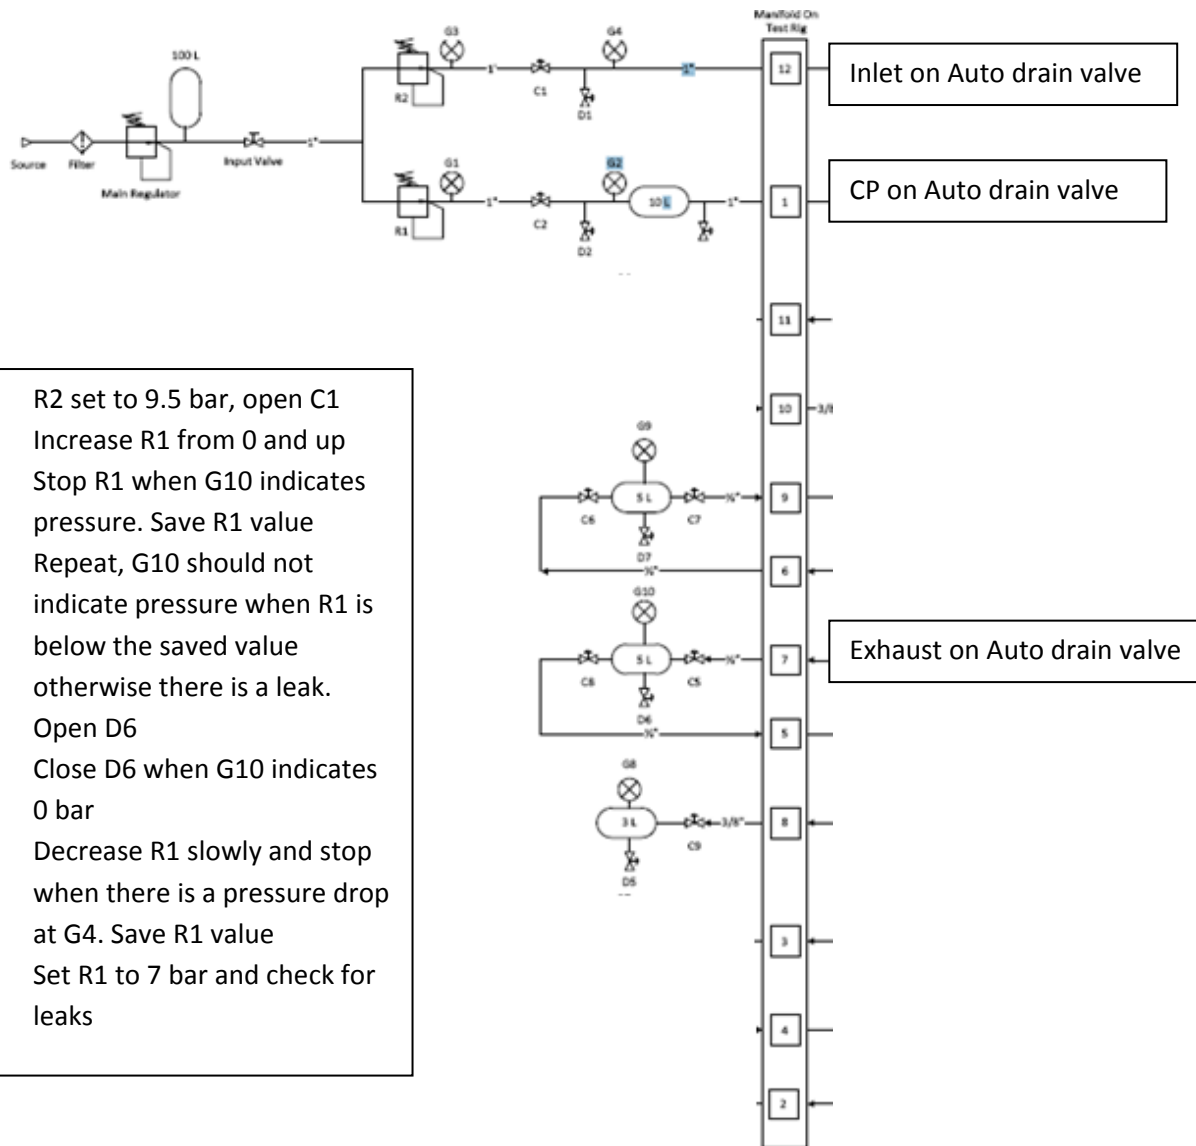 Manifold On
Test Rig
G3
G4
100 L
12
Inlet on Auto drain valve
1"
1"
R2
C1
D1
Source
Filter
Main Regulator
Input Valve
1"
G1
G2
CP on Auto drain valve
10 L
1"
1"
1
R1
C2
D2
11
R2 set to 9.5 bar, open C1
Increase R1 from 0 and up
Stop R1 when G10 indicates
pressure. Save R1 value
Repeat, G10 should not
indicate pressure when R1 is
below the saved value
otherwise there is a leak.
Open D6
Close D6 when G10 indicates
0 bar
Decrease R1 slowly and stop
when there is a pressure drop
at G4. Save R1 value
Set R1 to 7 bar and check for
leaks
10
3/8
G9
5 L
9
C6
C7
D7
6
G10
5 L
7
Exhaust on Auto drain valve
C8
C5
D6
5
G8
3 L
3/8"
8
C9
D5
3
4
2